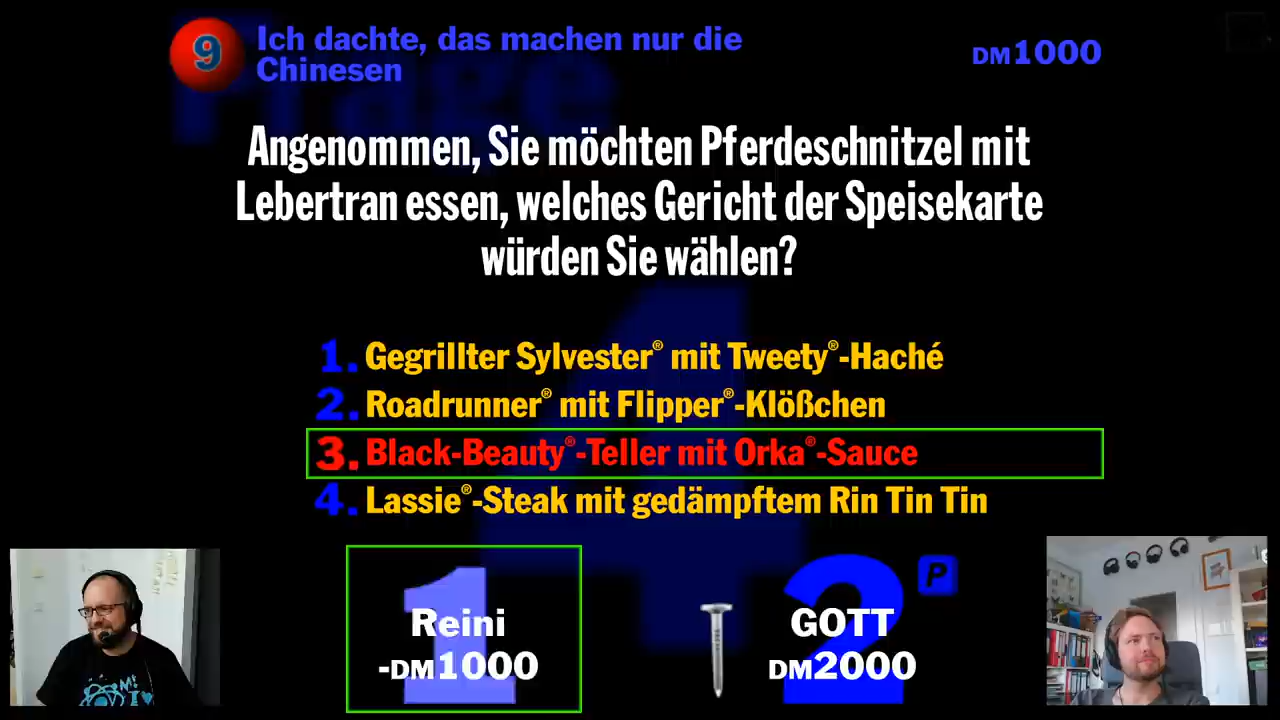 9
Ich dachte, das machen nur die
Chinesen
DM1000
Angenommen, Sie möchten Pferdeschnitzel mit
Lebertran essen, welches Gericht der Speisekarte
würden Sie wählen?
1. Gegrillter Sylvester®mit Tweety®-Haché
2. Roadrunner® mit Flipper®-Klößchen
3. Black-Beauty®-Teller mit Orka®-Sauce
4. Lassie®-Steak mit gedämpftem Rin Tin Tin
1
Reini
-DM1000
2
P
GOTT
DM2000